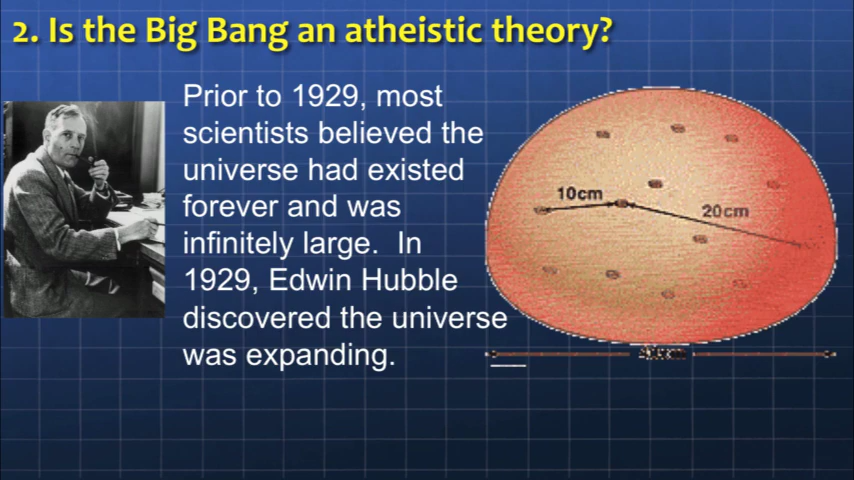 2. Is the Big Bang an atheistic theory?
Prior to 1929, most
scientists believed the
universe had existed
forever and was
infinitely large. In
1929, Edwin Hubble
discovered the universe
was expanding.
10cm
20cm